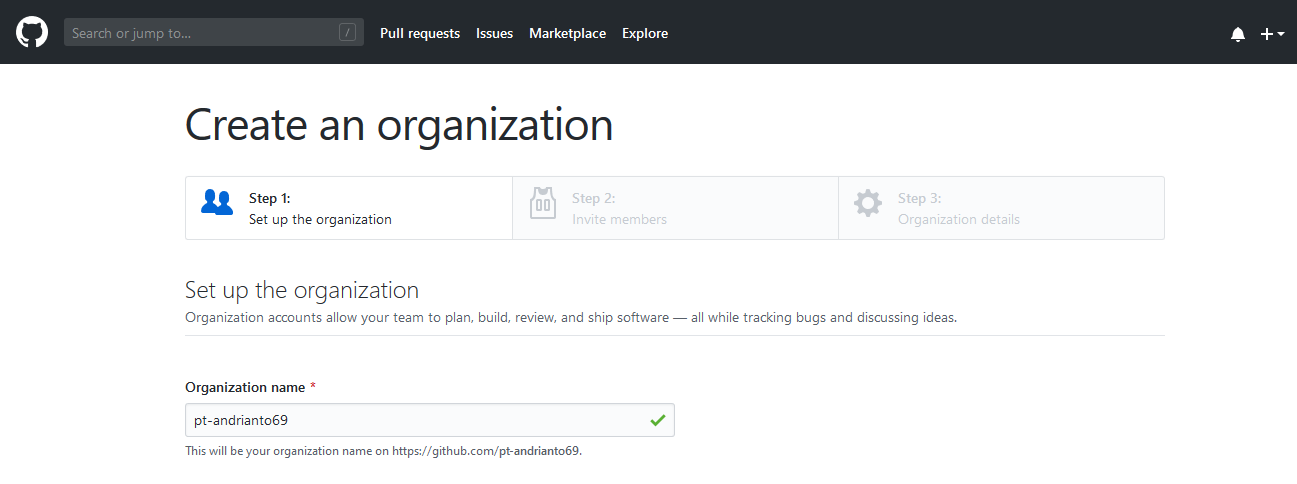 Search or jump to... /
Pull requests Issues Marketplace Explore
Create an organization
Step 1:
Set up the organization
Step 2:
Invite members
Step 3:
Organization details
Set up the organization
Organization accounts allow your team to plan, build, review, and ship software — all while tracking bugs and discussing ideas.
Organization name *
pt-andrianto69
This will be your organization name on https://github.com/pt-andrianto69.